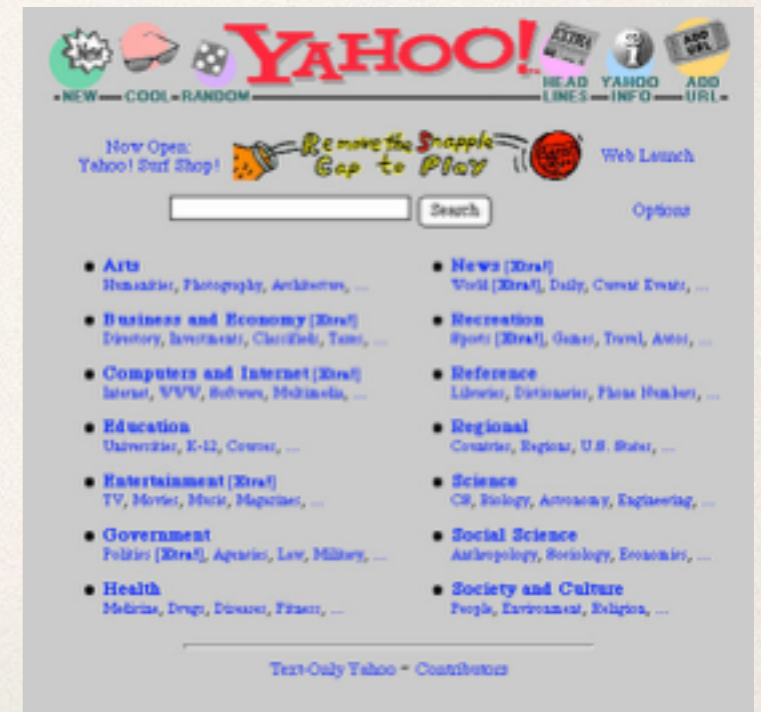 New
EXTRA
i
ADD URL
YAHOO!
NEW COOL RANDOM
HEAD LINES YAHOO INFO ADD URL
Now Open:
Yahoo! Surf Shop!
Remove the Snapple
Cap to Play
Web Launch
Search
Options
Arts
Humanities, Photography, Architecture, ...
Business and Economy [Xtra!]
Directory, Investments, Classifieds, Taxes, ...
Computers and Internet [Xtra!]
Internet, WWW, Software, Multimedia, ...
Education
Universities, K-12, Courses, ...
Entertainment [Xtra!]
TV, Movies, Music, Magazines, ...
Government
Politics [Xtra!], Agencies, Law, Military, ...
Health
Medicine, Drugs, Diseases, Fitness, ...
News [Xtra!]
World [Xtra!], Daily, Current Events, ...
Recreation
Sports [Xtra!], Games, Travel, Autos, ...
Reference
Libraries, Dictionaries, Phone Numbers, ...
Regional
Countries, Regions, U.S. States, ...
Science
CS, Biology, Astronomy, Engineering, ...
Social Science
Anthropology, Sociology, Economics, ...
Society and Culture
People, Environment, Religion, ...
Text-Only Yahoo - Contributors